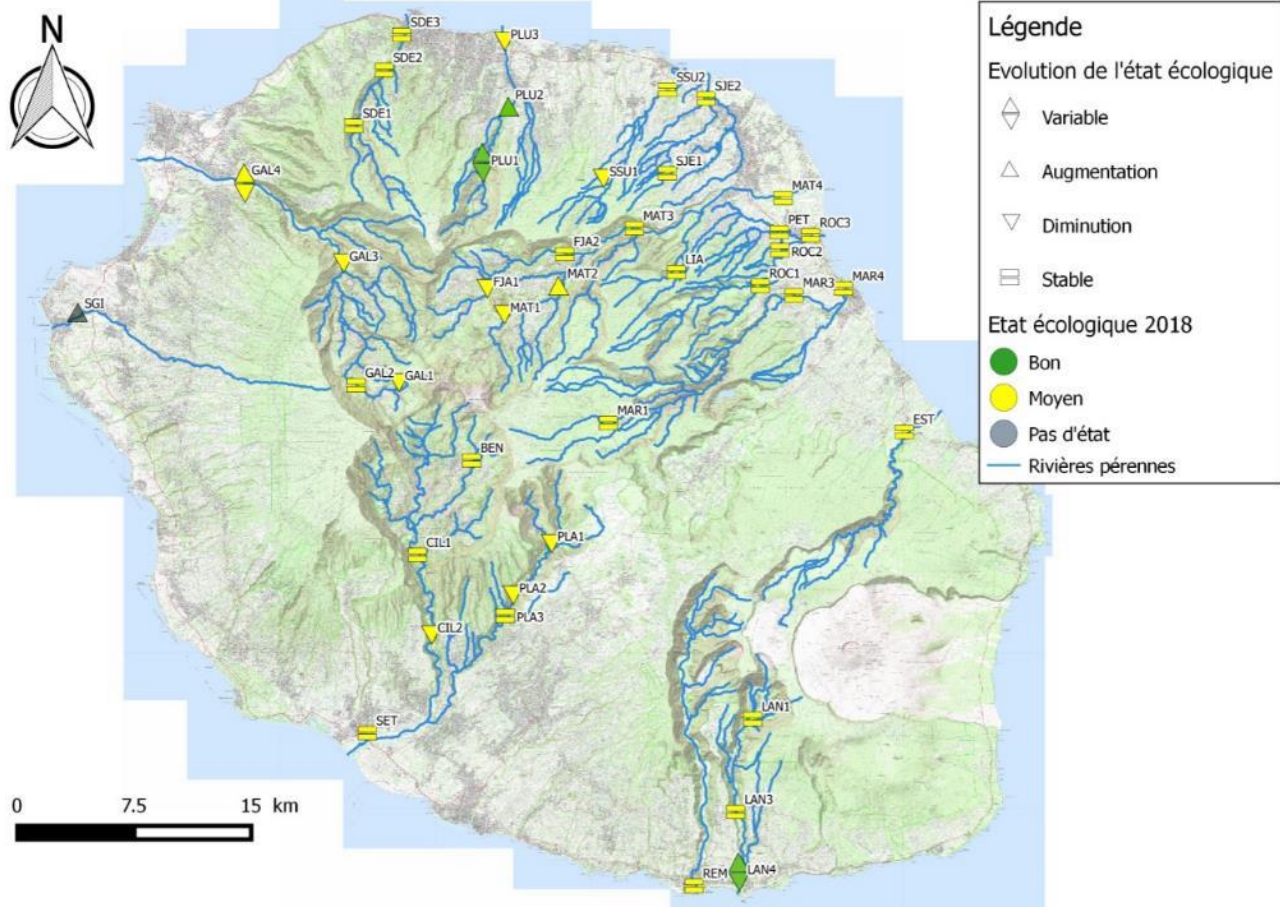 N
SDE3
PLU3
SDE2
PLU2
SSU2
SJE2
SDE1
PLU1
SSU1
SJE1
GAL4
MAT4
MAT3
PET
ROC3
ROC2
FJA2
GAL3
LIA
FJA1
MAT2
ROC1
MAR3
MAR4
SGI
MAT1
GAL2
GAL1
MAR1
EST
BEN
CIL1
PLA1
PLA2
PLA3
CIL2
SET
LAN1
LAN3
REM
LAN4
0 7.5 15 km
Légende
Evolution de l'état écologique
Variable
Augmentation
Diminution
Stable
Etat écologique 2018
Bon
Moyen
Pas d'état
Rivières pérennes